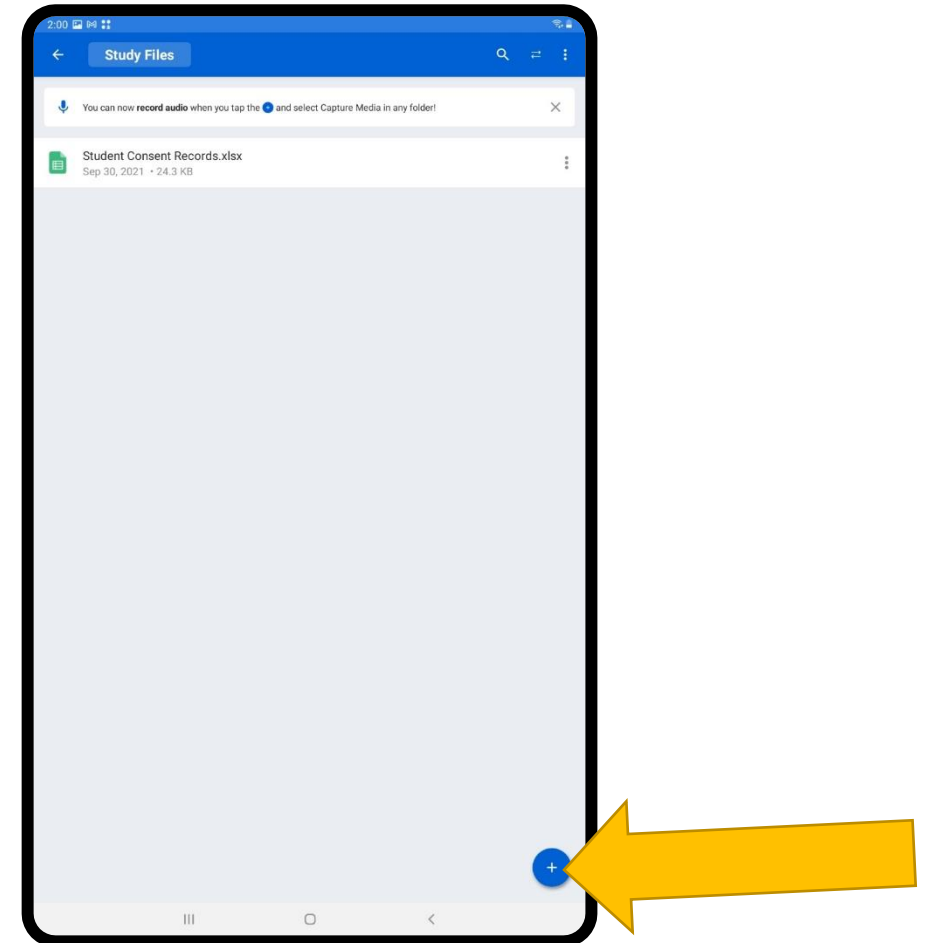 2:00
Study Files
You can now record audio when you tap the + and select Capture Media in any folder!
Student Consent Records.xlsx
Sep 30, 2021 • 24.3 KB
+